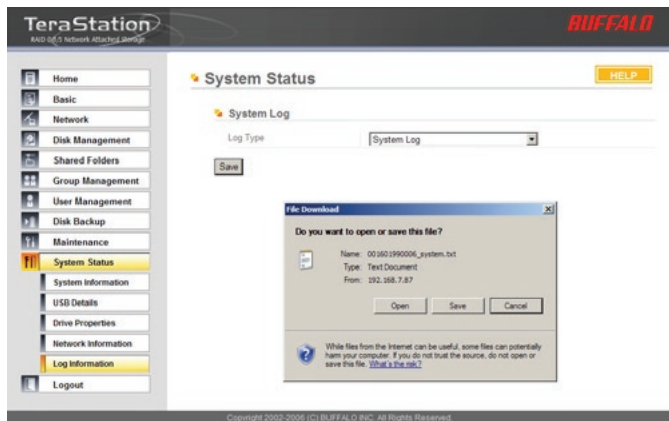 TeraStation
RAID 0/1/5 Network Attached Storage
BUFFALO
Home
Basic
Network
Disk Management
Shared Folders
Group Management
User Management
Disk Backup
Maintenance
System Status
System Information
USB Details
Drive Properties
Network Information
Log Information
Logout
System Status
HELP
System Log
Log Type
System Log
Save
File Download
Do you want to open or save this file?
Name: 001601990006_system.txt
Type: Text Document
From: 192.168.7.87
Open
Save
Cancel
While files from the Internet can be useful, some files can potentially
harm your computer. If you do not trust the source, do not open or
save this file. What's the risk?
Copyright 2002-2006 (C) BUFFALO INC. All Rights Reserved.